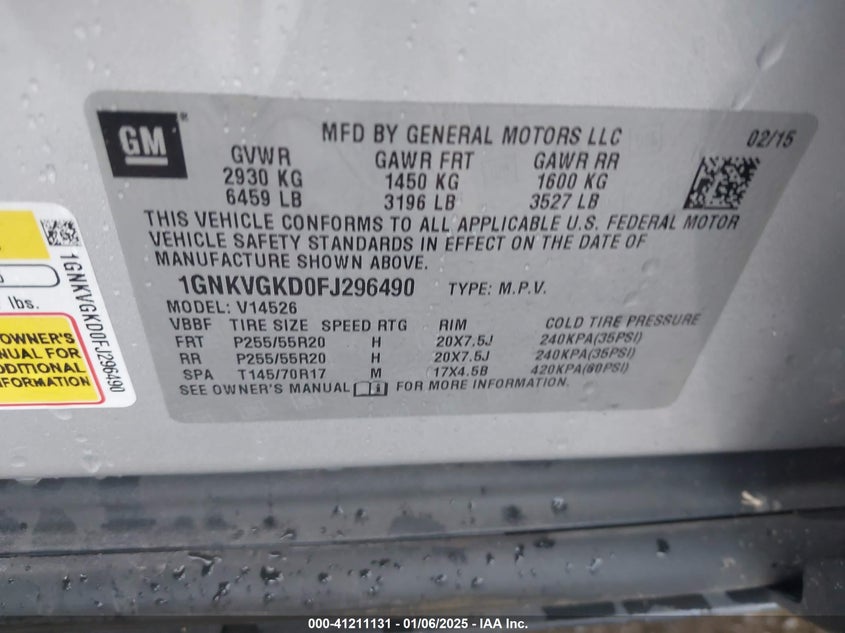 GM ® MFD BY GENERAL MOTORS LLC 02/15
GVWR GAWR FRT GAWR RR
2930 KG 1450 KG 1600 KG
6459 LB 3196 LB 3527 LB
THIS VEHICLE CONFORMS TO ALL APPLICABLE U.S. FEDERAL MOTOR
VEHICLE SAFETY STANDARDS IN EFFECT ON THE DATE OF
MANUFACTURE SHOWN ABOVE.
1GNKVGKD0FJ296490 TYPE: M.P.V.
MODEL: V14526
VBBF TIRE SIZE SPEED RTG RIM COLD TIRE PRESSURE
FRT P255/55R20 H 20X7.5J 240KPA(35PSI)
RR P255/55R20 H 20X7.5J 240KPA(35PSI)
SPA T145/70R17 M 17X4.5B 420KPA(60PSI)
SEE OWNER'S MANUAL FOR MORE INFORMATION.
1GNKVGKD0FJ296490
lbs.
OWNER'S
MANUAL FOR
ADDITIONAL
INFORMATION
000-41211131 - 01/06/2025 - IAA Inc.